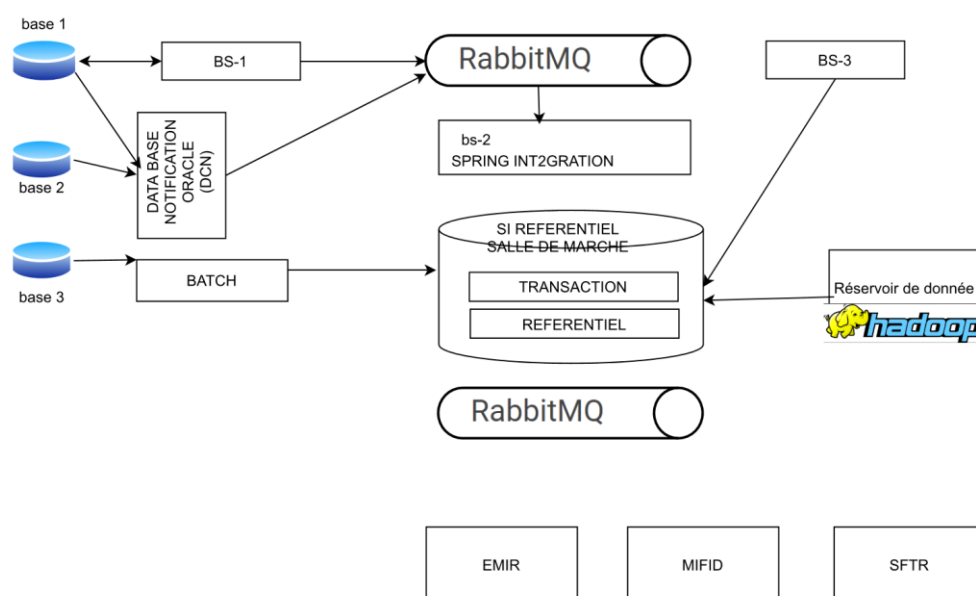 base 1
BS-1
RabbitMQ
BS-3
DATA BASE
NOTIFICATION
ORACLE
(DCN)
bs-2
SPRING INT2GRATION
base 2
SI REFERENTIEL
SALLE DE MARCHE
base 3
BATCH
TRANSACTION
REFERENTIEL
Réservoir de donnée
hadoop
RabbitMQ
EMIR
MIFID
SFTR